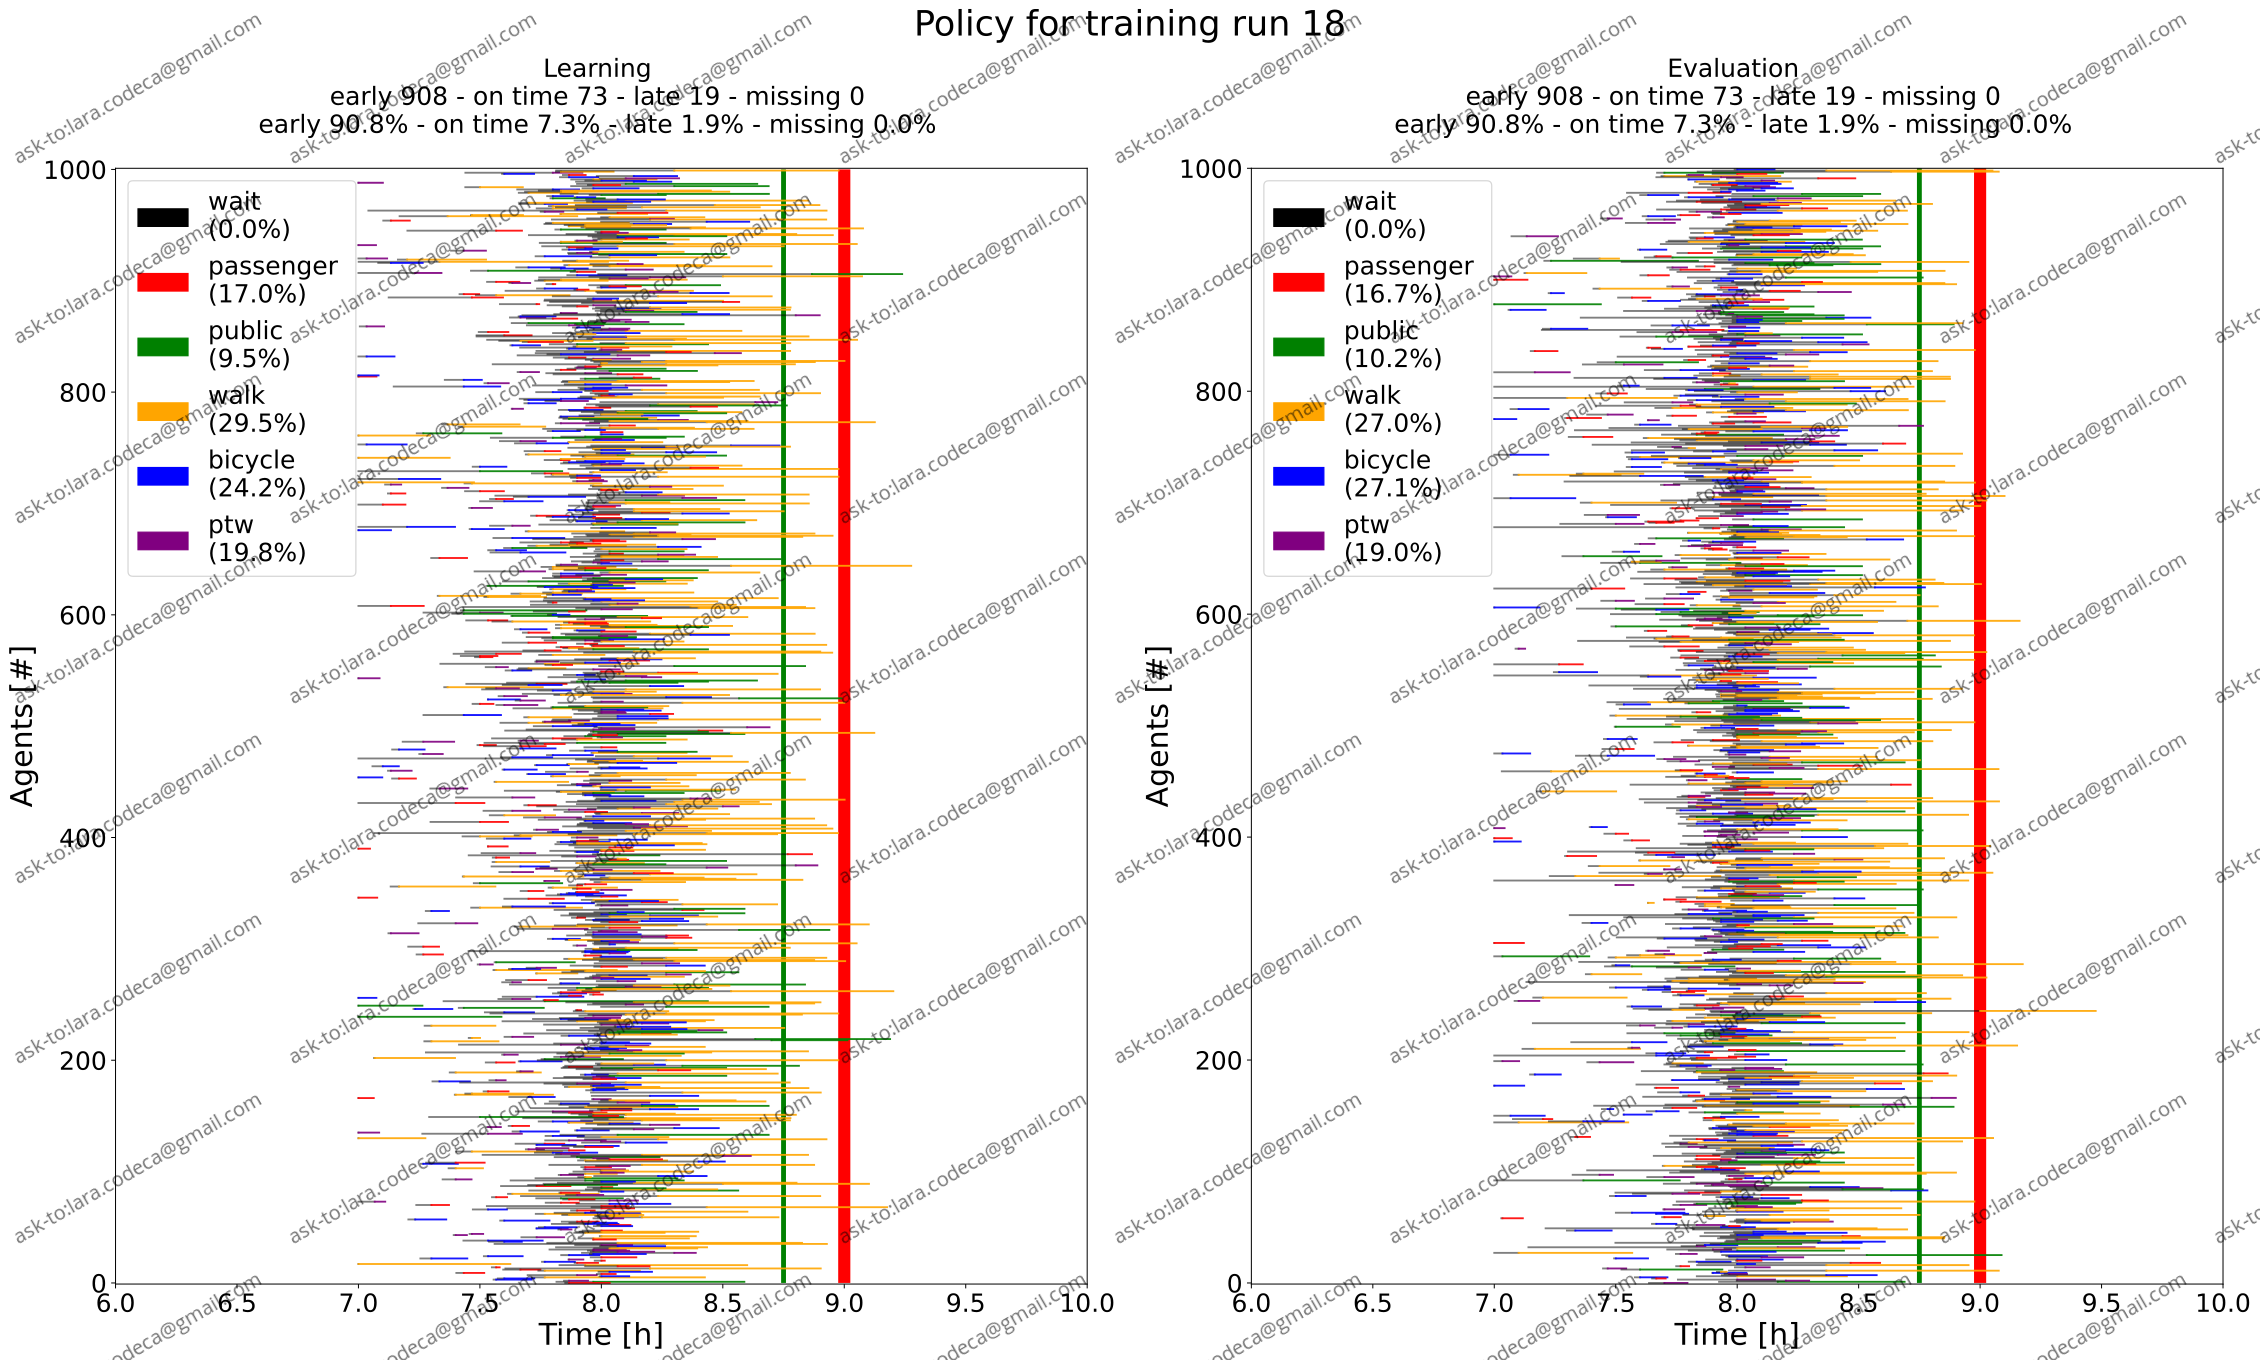 Policy for training run 18
Learning
early 908 - on time 73 - late 19 - missing 0
early 90.8% - on time 7.3% - late 1.9% - missing 0.0%
1000
800
600
400
200
0
Agents [#]
wait
(0.0%)
passenger
(17.0%)
public
(9.5%)
walk
(29.5%)
bicycle
(24.2%)
ptw
(19.8%)
6.0 6.5 7.0 7.5 8.0 8.5 9.0 9.5 10.0
Time [h]
Evaluation
early 908 - on time 73 - late 19 - missing 0
early 90.8% - on time 7.3% - late 1.9% - missing 0.0%
1000
800
600
400
200
0
Agents [#]
wait
(0.0%)
passenger
(16.7%)
public
(10.2%)
walk
(27.0%)
bicycle
(27.1%)
ptw
(19.0%)
6.0 6.5 7.0 7.5 8.0 8.5 9.0 9.5 10.0
Time [h]
ask-to:lara.codeca@gmail.com